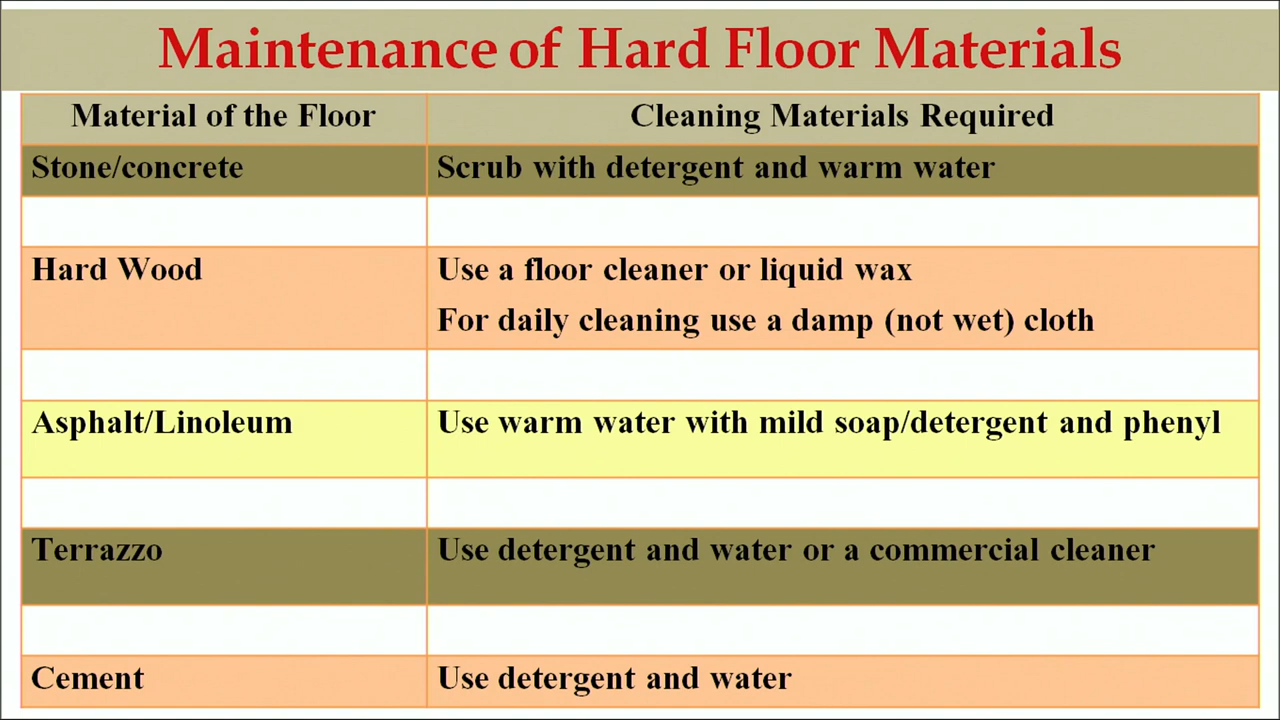 Maintenance of Hard Floor Materials
Material of the Floor
Cleaning Materials Required
Stone/concrete
Scrub with detergent and warm water
Hard Wood
Use a floor cleaner or liquid wax
For daily cleaning use a damp (not wet) cloth
Asphalt/Linoleum
Use warm water with mild soap/detergent and phenyl
Terrazzo
Use detergent and water or a commercial cleaner
Cement
Use detergent and water